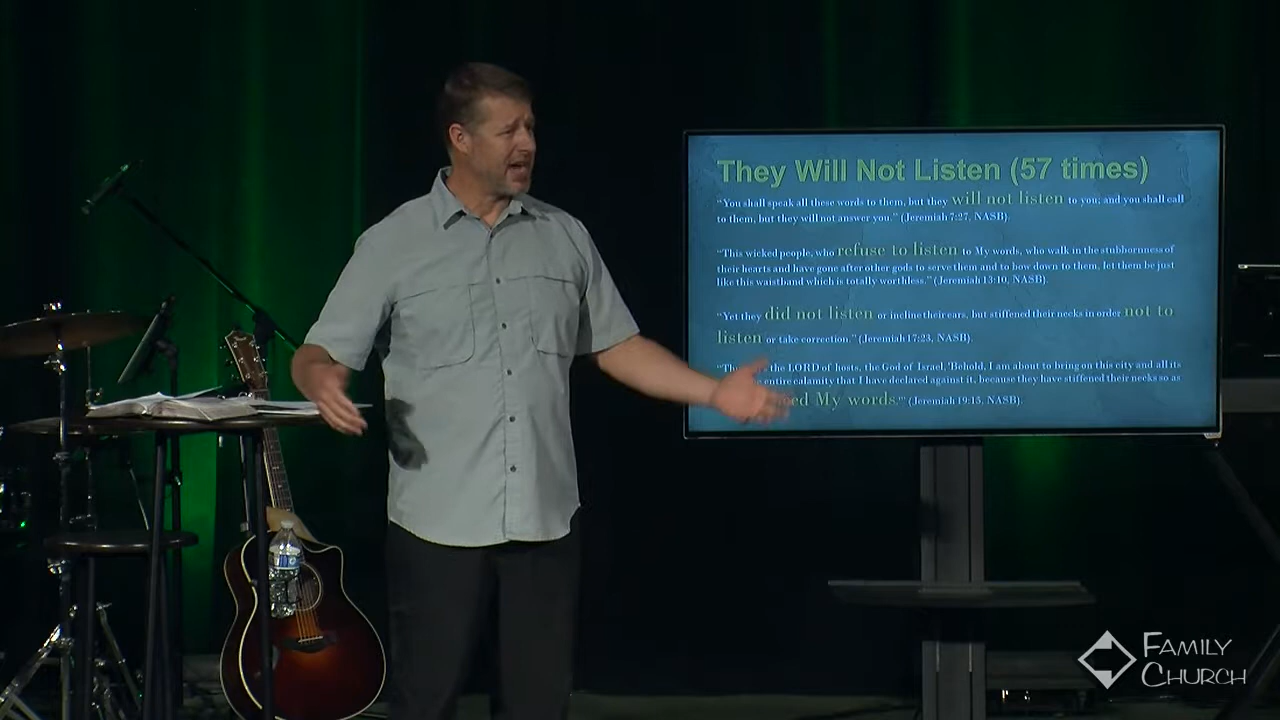 They Will Not Listen (57 times)
"You shall speak all these words to them, but they will not listen to you; and you shall call
to them, but they will not answer you." (Jeremiah 7:27, NASB).
"This wicked people, who refuse to listen to My words, who walk in the stubbornness of
their hearts and have gone after other gods to serve them and to bow down to them, let them be just
like this waistband which is totally worthless." (Jeremiah 13:10, NASB).
"Yet they did not listen or incline their ears, but stiffened their necks in order not to
listen or take correction." (Jeremiah 17:23, NASB).
the LORD of hosts, the God of Israel, 'Behold, I am about to bring on this city and all its
entire calamity that I have declared against it, because they have stiffened their necks so as
My words.'" (Jeremiah 19:15, NASB).
FAMILY
CHURCH